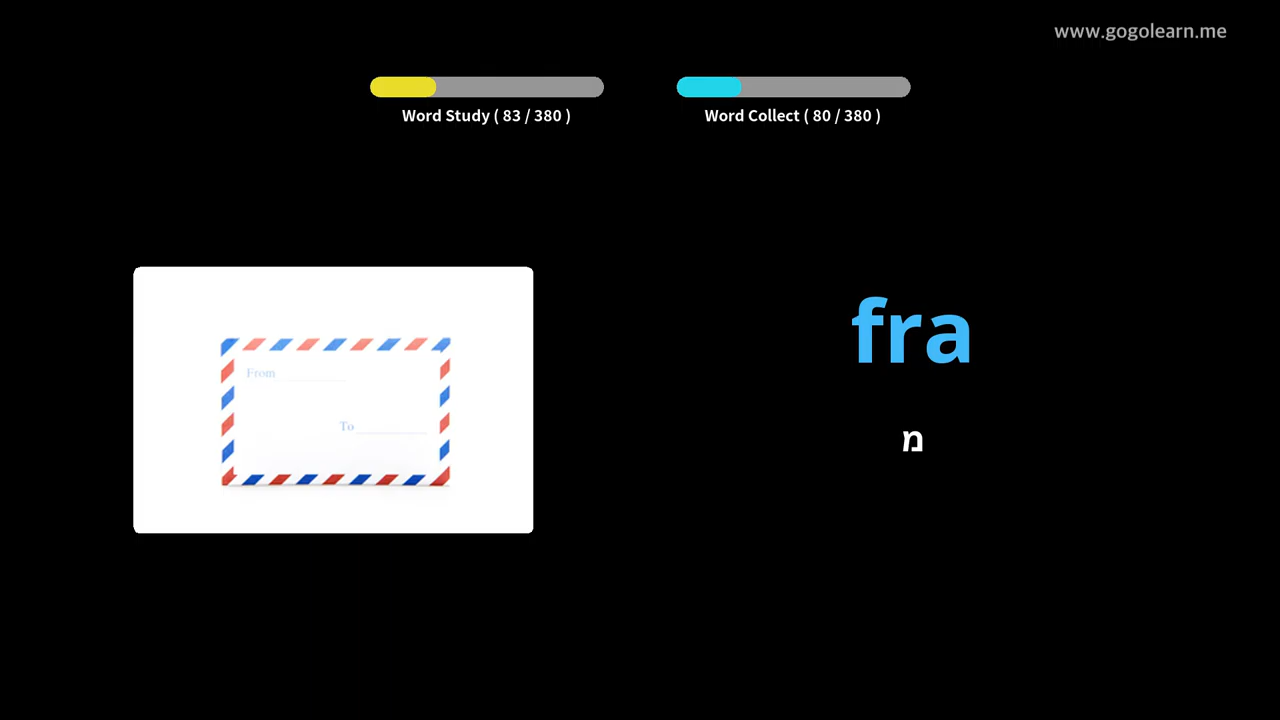 www.gogolearn.me
Word Study ( 83 / 380 )
Word Collect ( 80 / 380 )
From
To
fra
מ